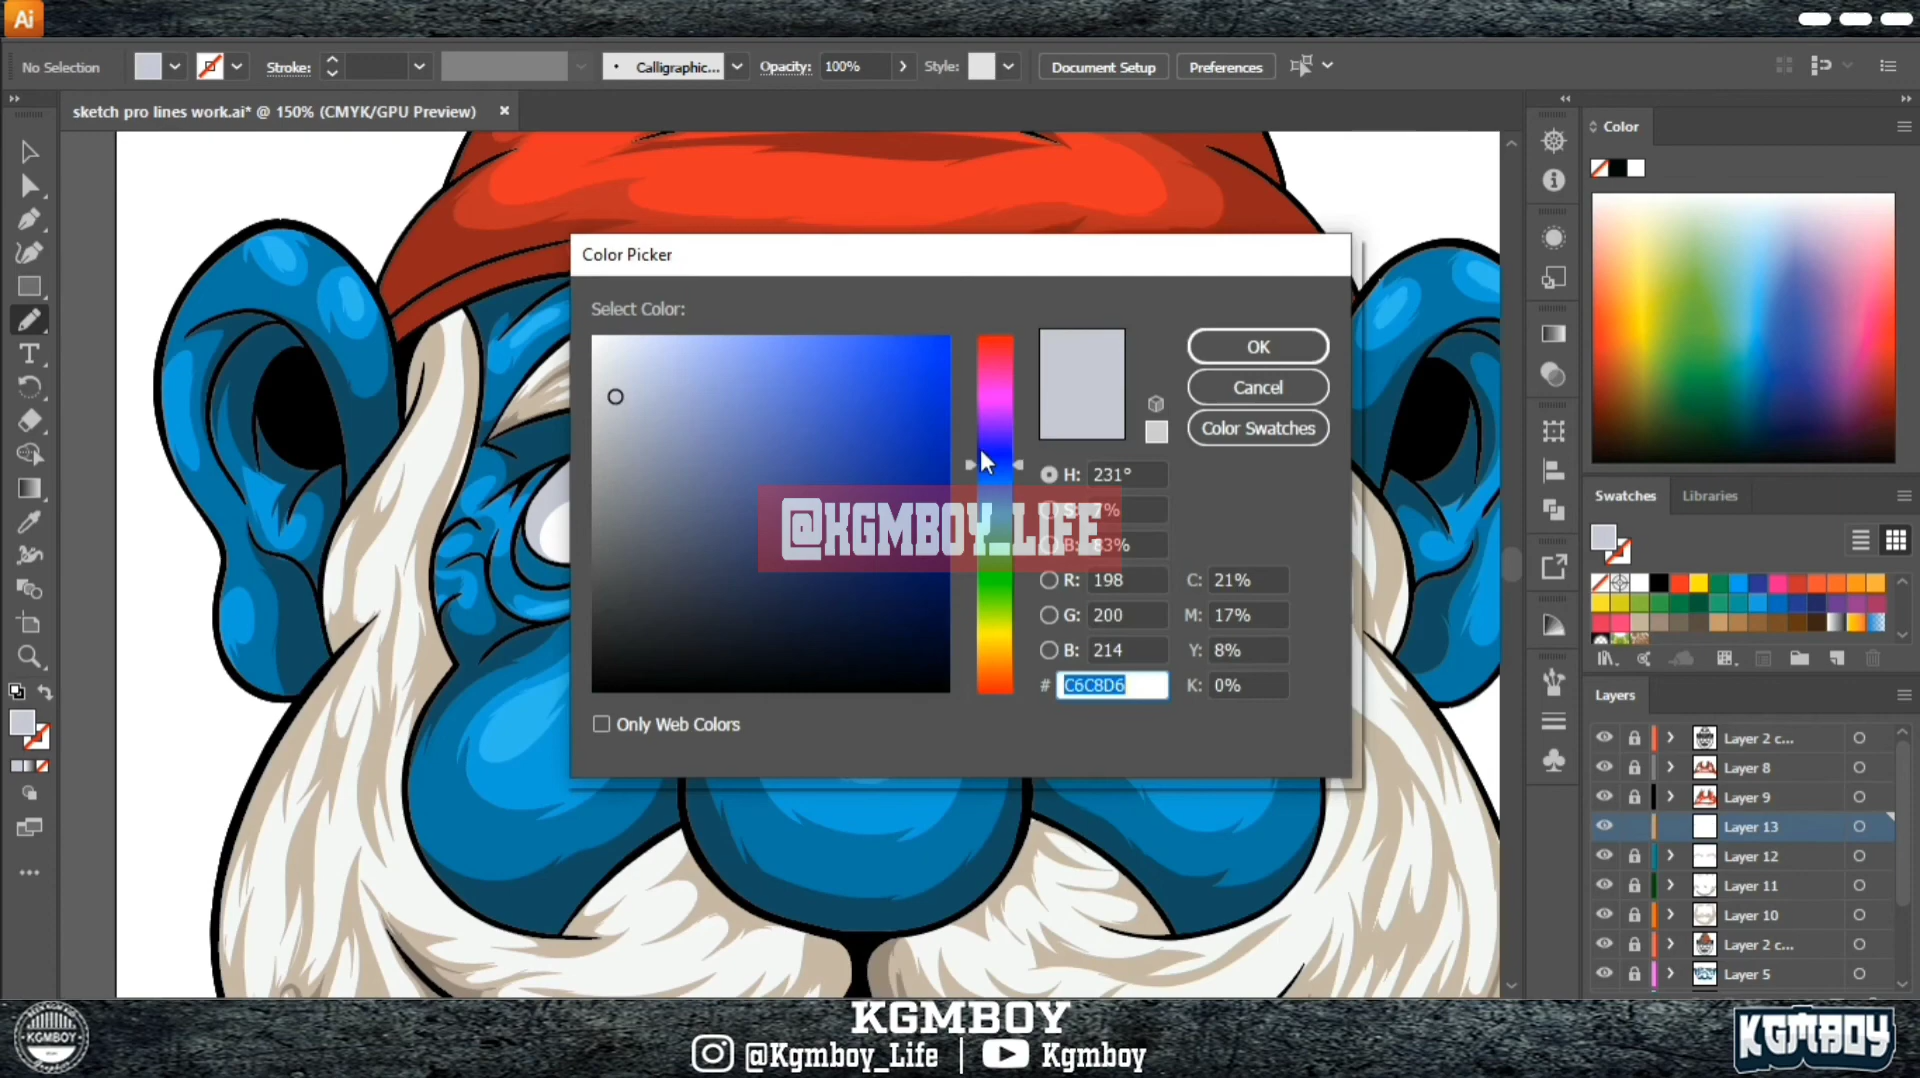 Ai
No Selection
Stroke:
Calligraphic...
Opacity:
100%
Style:
Document Setup
Preferences
sketch pro lines work.ai* @ 150% (CMYK/GPU Preview)
Color
Color Picker
Select Color:
OK
Cancel
Color Swatches
H: 231°
S: 7%
B: 83%
@KGMBOY_LIFE
R: 198
C: 21%
G: 200
M: 17%
B: 214
Y: 8%
# C6C8D6
K: 0%
Only Web Colors
Swatches
Libraries
Layers
Layer 2 c...
Layer 8
Layer 9
Layer 13
Layer 12
Layer 11
Layer 10
Layer 2 c...
Layer 5
KGMBOY
KGMBOY
@Kgmboy_Life | Kgmboy
KGMBOY